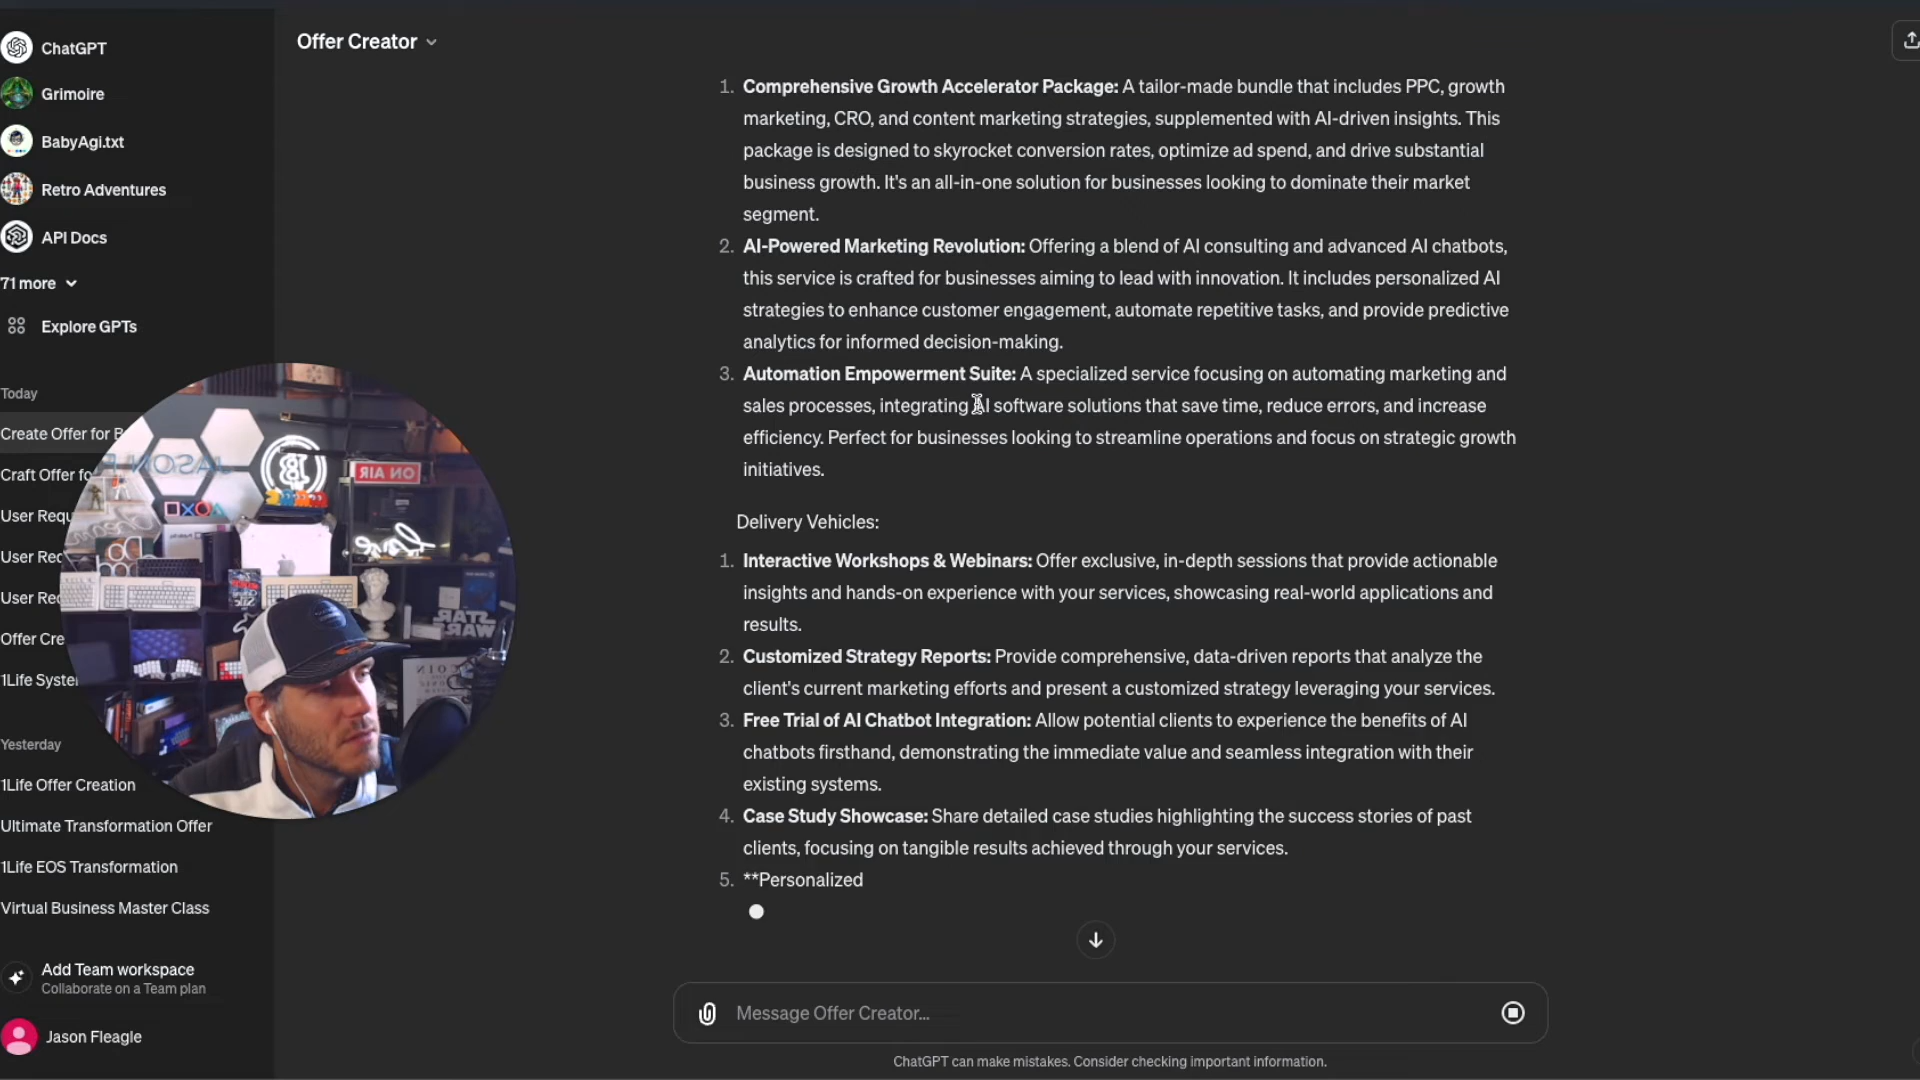 ChatGPT
Grimoire
BabyAgi.txt
Retro Adventures
API Docs
71 more
Explore GPTs
Today
Create Offer for B
Craft Offer fo
User Requ
User Rec
User Rec
Offer Cre
1Life Syste
Yesterday
1Life Offer Creation
Ultimate Transformation Offer
1Life EOS Transformation
Virtual Business Master Class
Add Team workspace
Collaborate on a Team plan
Jason Fleagle
ON AIR
STAR
WARS
Offer Creator
1. Comprehensive Growth Accelerator Package: A tailor-made bundle that includes PPC, growth
marketing, CRO, and content marketing strategies, supplemented with AI-driven insights. This
package is designed to skyrocket conversion rates, optimize ad spend, and drive substantial
business growth. It's an all-in-one solution for businesses looking to dominate their market
segment.
2. AI-Powered Marketing Revolution: Offering a blend of AI consulting and advanced AI chatbots,
this service is crafted for businesses aiming to lead with innovation. It includes personalized AI
strategies to enhance customer engagement, automate repetitive tasks, and provide predictive
analytics for informed decision-making.
3. Automation Empowerment Suite: A specialized service focusing on automating marketing and
sales processes, integrating AI software solutions that save time, reduce errors, and increase
efficiency. Perfect for businesses looking to streamline operations and focus on strategic growth
initiatives.
Delivery Vehicles:
1. Interactive Workshops & Webinars: Offer exclusive, in-depth sessions that provide actionable
insights and hands-on experience with your services, showcasing real-world applications and
results.
2. Customized Strategy Reports: Provide comprehensive, data-driven reports that analyze the
client's current marketing efforts and present a customized strategy leveraging your services.
3. Free Trial of AI Chatbot Integration: Allow potential clients to experience the benefits of AI
chatbots firsthand, demonstrating the immediate value and seamless integration with their
existing systems.
4. Case Study Showcase: Share detailed case studies highlighting the success stories of past
clients, focusing on tangible results achieved through your services.
5. **Personalized
Message Offer Creator...
ChatGPT can make mistakes. Consider checking important information.